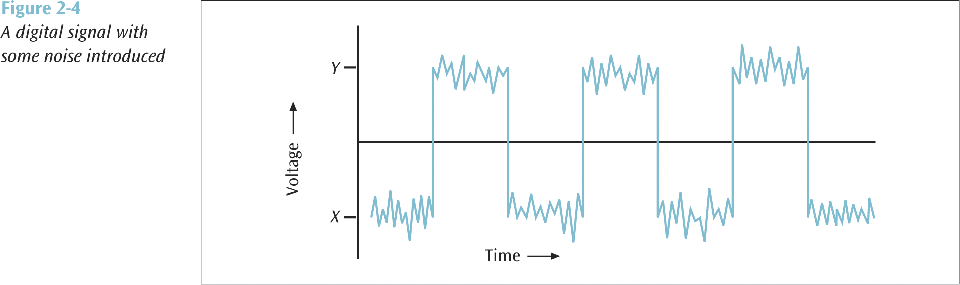 Figure 2-4
A digital signal with
some noise introduced
Y
Voltage
X
Time